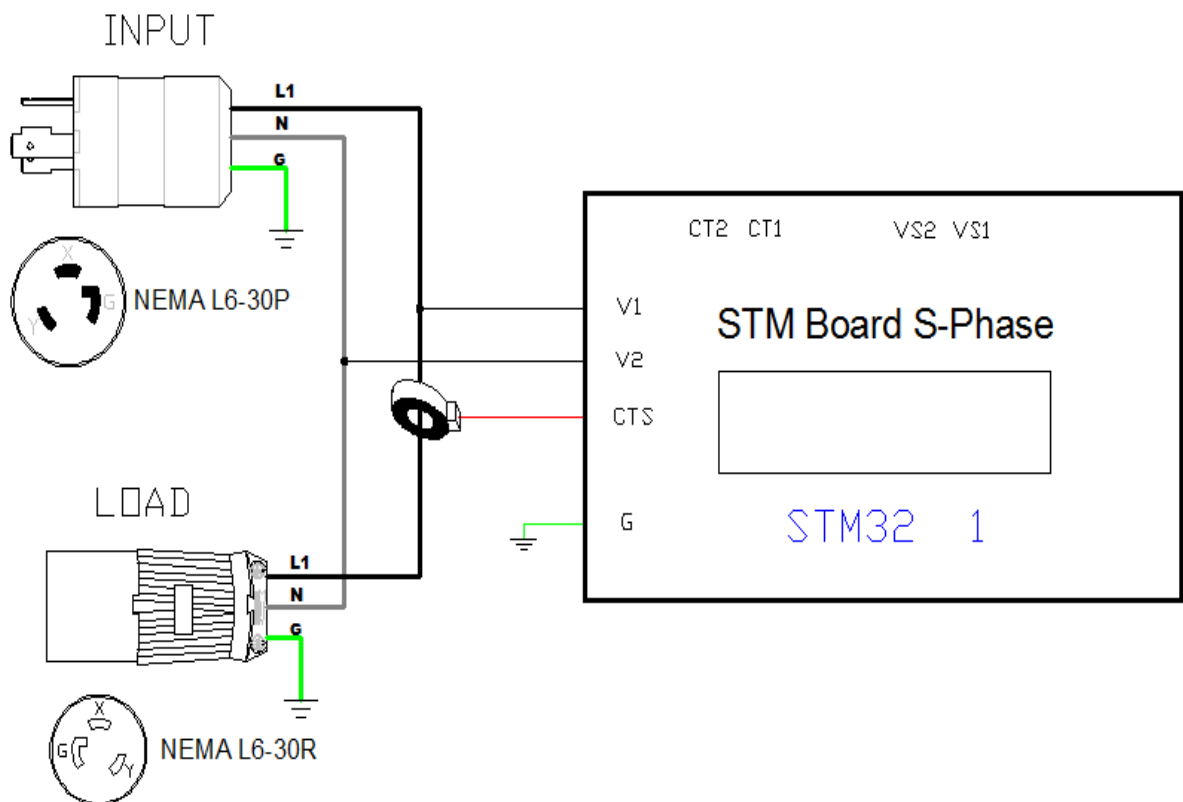 INPUT
L1
N
G
X
G
Y
NEMA L6-30P
CT2 CT1 VS2 VS1
V1
STM Board S-Phase
V2
CTS
G
STM32 1
LOAD
L1
N
G
X
G
Y
NEMA L6-30R